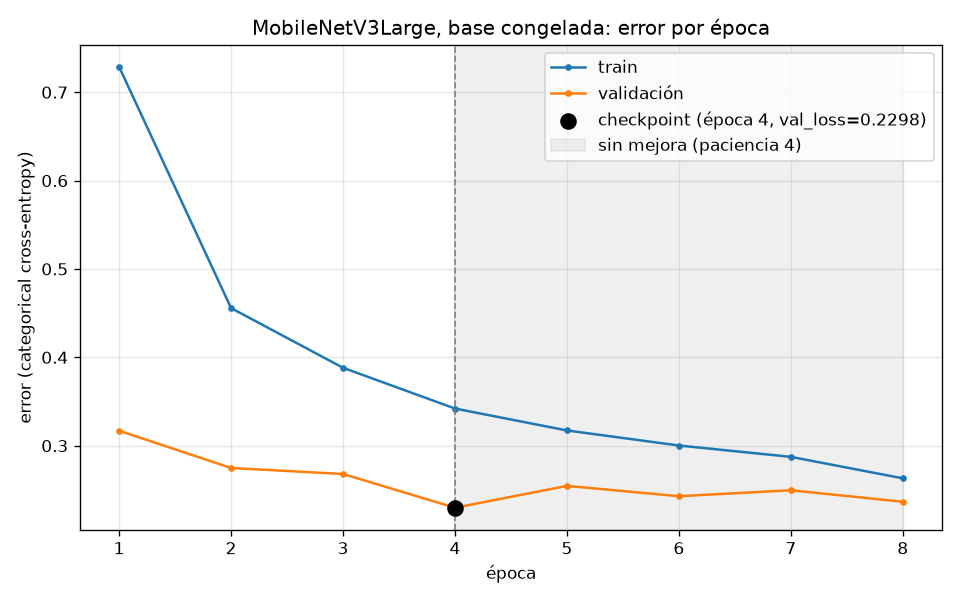 MobileNetV3Large, base congelada: error por época
train
validación
checkpoint (época 4, val_loss=0.2298)
sin mejora (paciencia 4)
error (categorical cross-entropy)
0.7
0.6
0.5
0.4
0.3
1 2 3 4 5 6 7 8
época